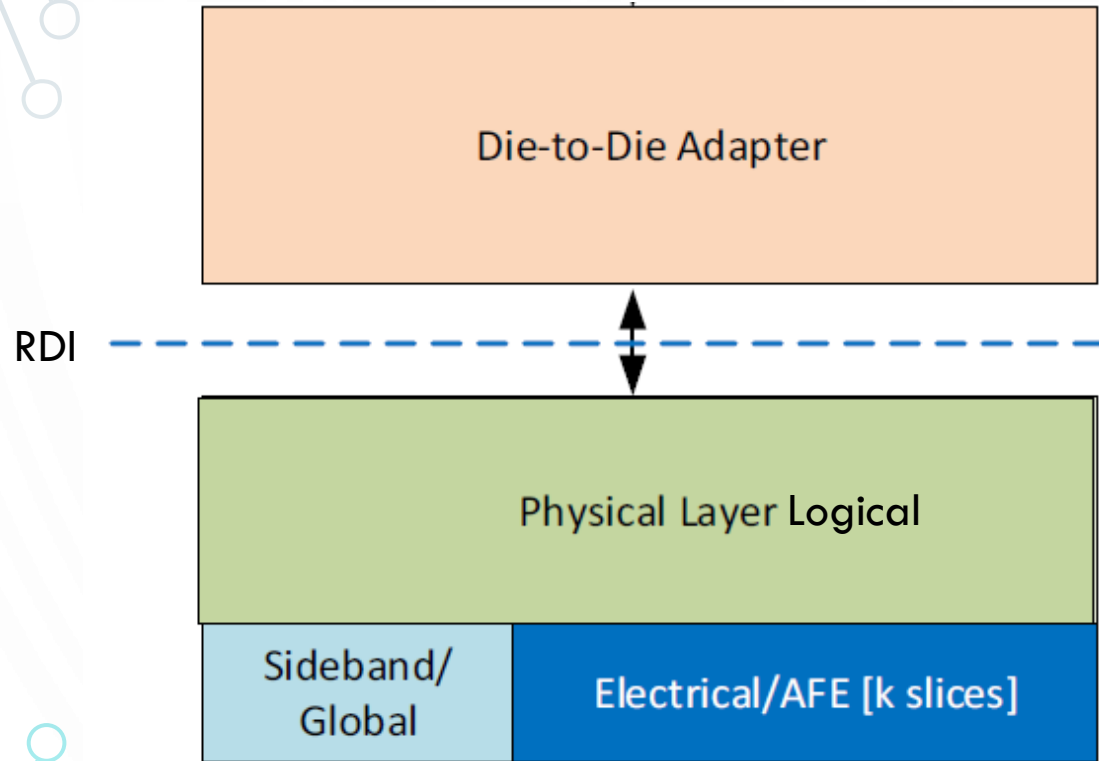 Die-to-Die Adapter
RDI
Physical Layer Logical
Sideband/
Global
Electrical/AFE [k slices]